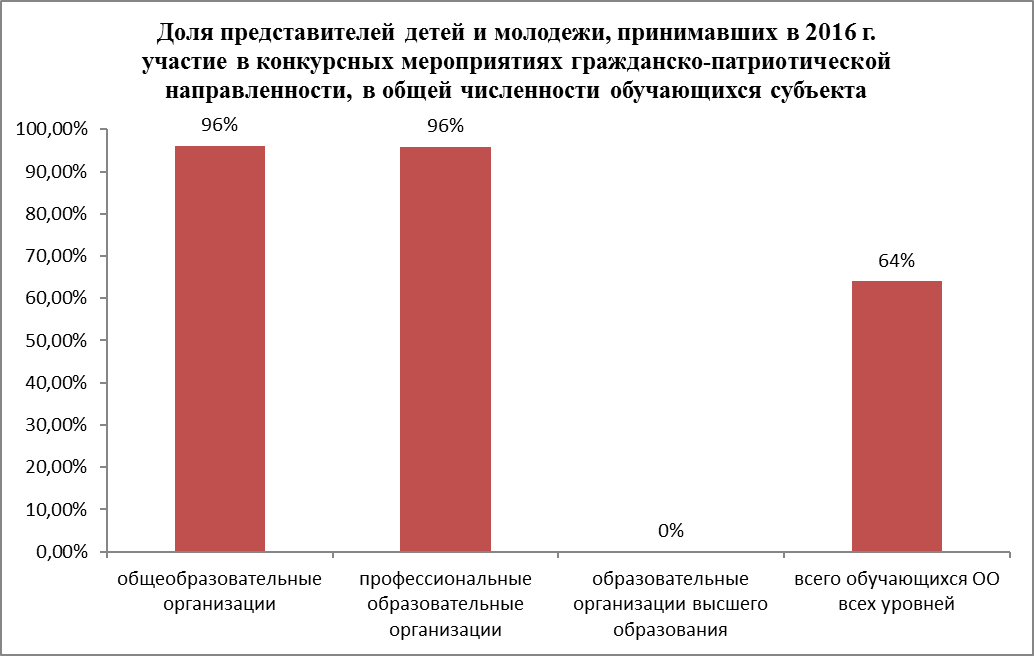 Доля представителей детей и молодежи, принимавших в 2016 г.
участие в конкурсных мероприятиях гражданско-патриотической
направленности, в общей численности обучающихся субъекта
100,00%
90,00%
80,00%
70,00%
60,00%
50,00%
40,00%
30,00%
20,00%
10,00%
0,00%
96%
96%
0%
64%
общеобразовательные
организации
профессиональные
образовательные
организации
образовательные
организации высшего
образования
всего обучающихся ОО
всех уровней